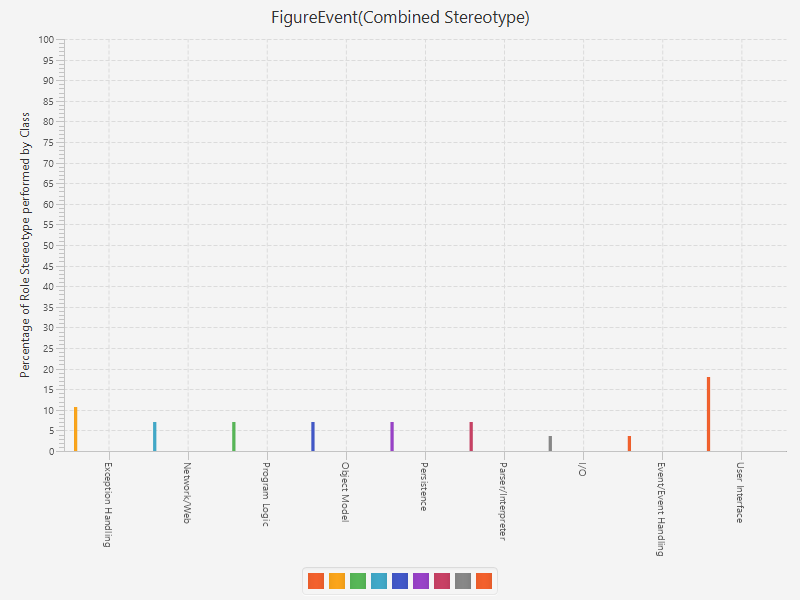 FigureEvent(Combined Stereotype)
Percentage of Role Stereotype performed by Class
100
95
90
85
80
75
70
65
60
55
50
45
40
35
30
25
20
15
10
5
0
Exception Handling
Network/Web
Program Logic
Object Model
Persistence
Parser/Interpreter
I/O
Event/Event Handling
User Interface